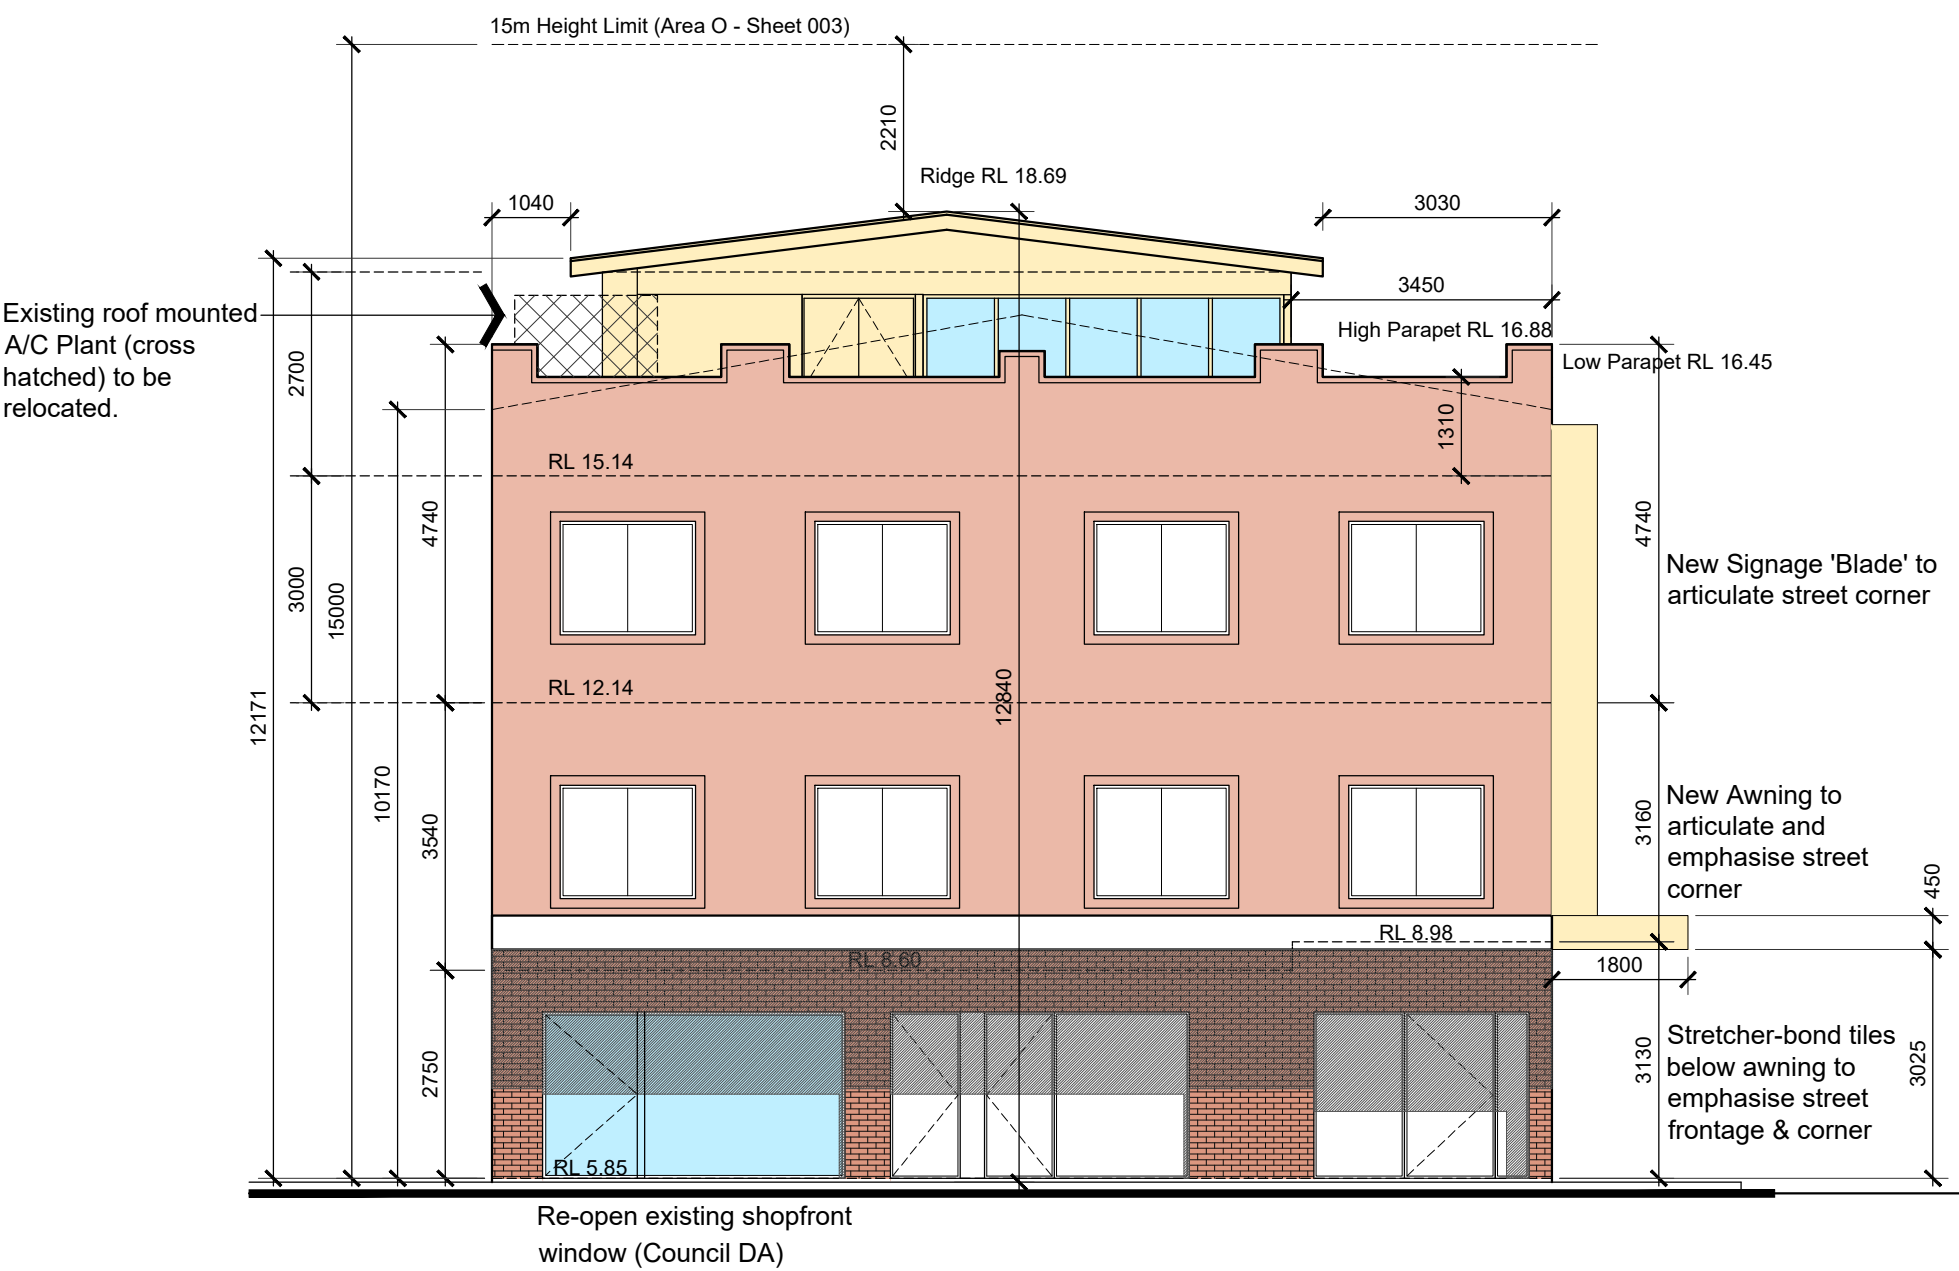 15m Height Limit (Area O - Sheet 003)
2210
Ridge RL 18.69
1040
3030
3450
Existing roof mounted
A/C Plant (cross
hatched) to be
relocated.
High Parapet RL 16.88
Low Parapet RL 16.45
2700
1310
RL 15.14
4740
4740
3000
15000
New Signage 'Blade' to
articulate street corner
RL 12.14
12840
12171
10170
3540
3160
New Awning to
articulate and
emphasise street
corner
450
RL 8.98
RL 8.60
1800
2750
3130
3025
Stretcher-bond tiles
below awning to
emphasise street
frontage & corner
RL 5.85
Re-open existing shopfront
window (Council DA)